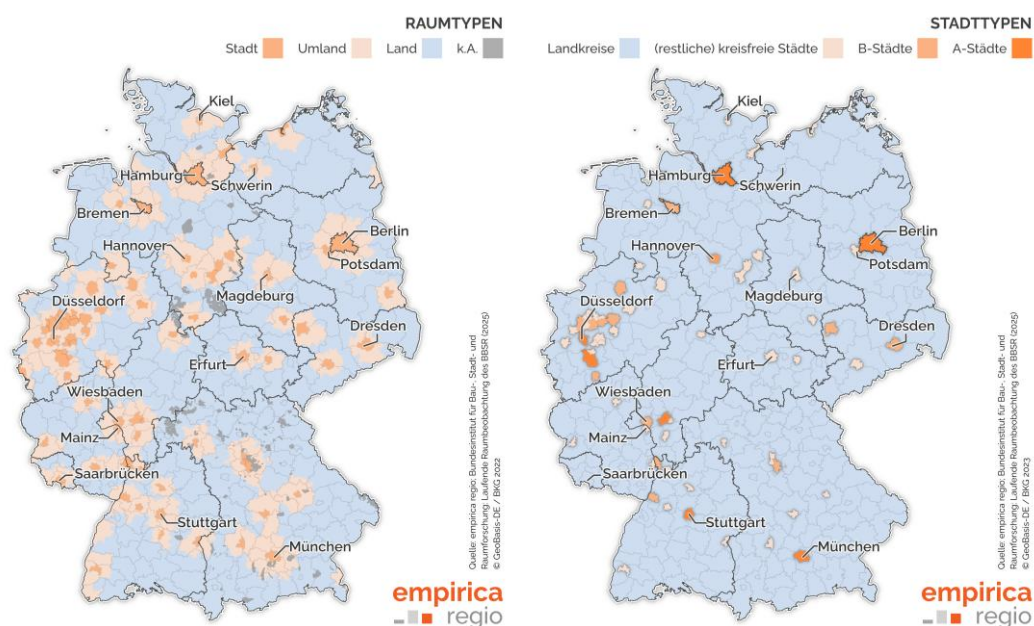 RAUMTYPEN
Stadt Umland Land k.A.
Kiel
Hamburg
Schwerin
Bremen
Berlin
Hannover
Potsdam
Magdeburg
Düsseldorf
Dresden
Erfurt
Wiesbaden
Mainz
Saarbrücken
Stuttgart
München
Quelle: empirica regio; Bundesinstitut für Bau-, Stadt- und
Raumforschung: Laufende Raumbeobachtung des BBSR (2025)
© GeoBasis-DE / BKG 2022
empirica
regio
STADTTYPEN
Landkreise (restliche) kreisfreie Städte B-Städte A-Städte
Kiel
Hamburg
Schwerin
Bremen
Berlin
Hannover
Potsdam
Magdeburg
Düsseldorf
Dresden
Erfurt
Wiesbaden
Mainz
Saarbrücken
Stuttgart
München
Quelle: empirica regio; Bundesinstitut für Bau-, Stadt- und
Raumforschung: Laufende Raumbeobachtung des BBSR (2025)
© GeoBasis-DE / BKG 2023
empirica
regio